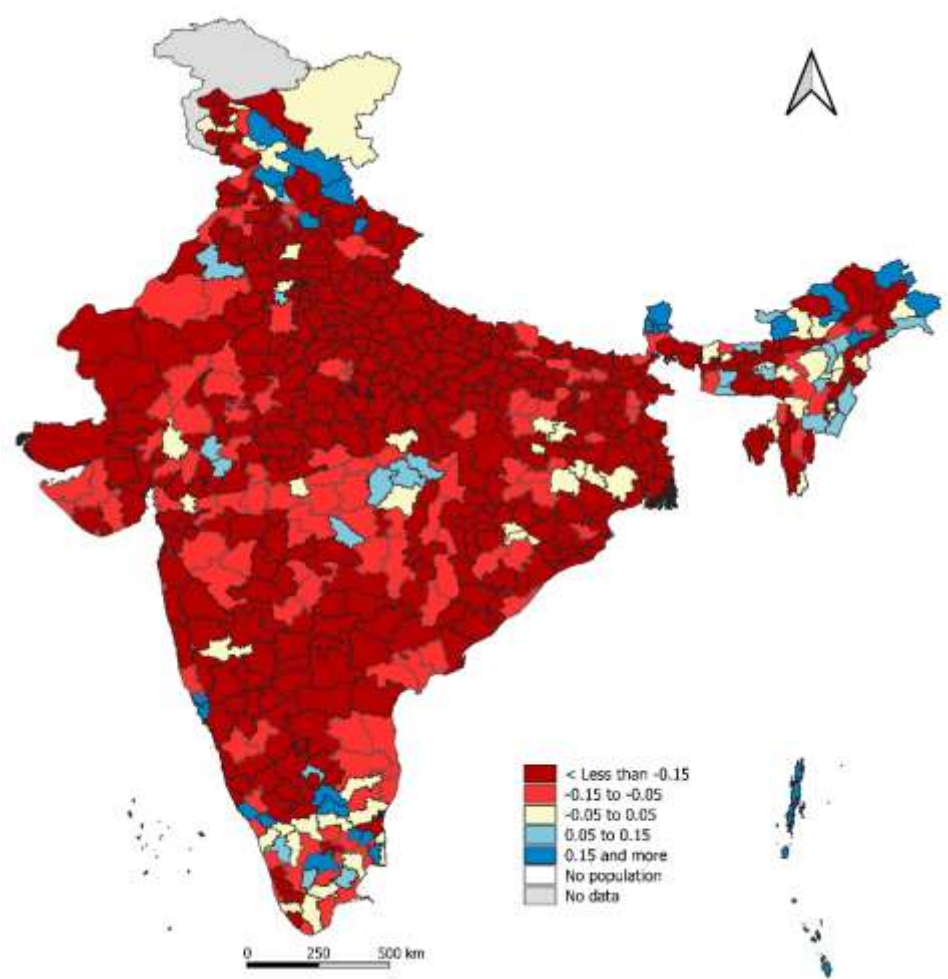 < Less than -0.15
-0.15 to -0.05
-0.05 to 0.05
0.05 to 0.15
0.15 and more
No population
No data
0 250 500 km